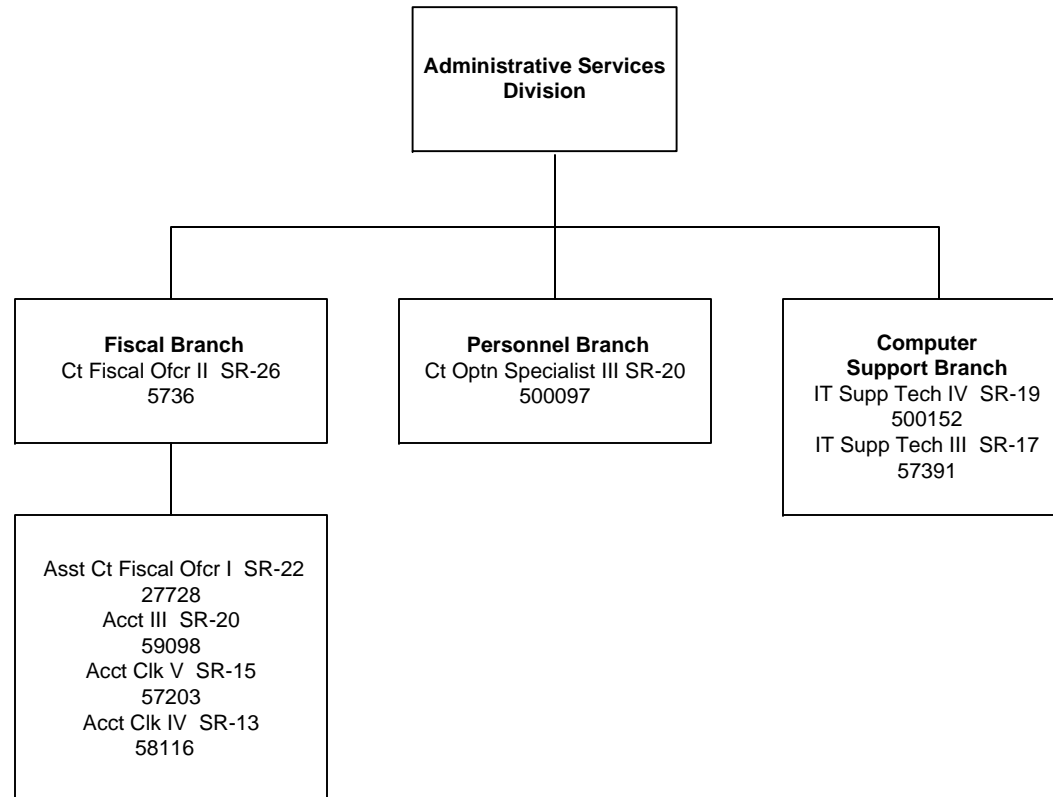 Administrative Services
Division
Fiscal Branch
Ct Fiscal Ofcr II  SR-26
5736
Personnel Branch
Ct Optn Specialist III SR-20
500097
Computer
Support Branch
IT Supp Tech IV  SR-19
500152
IT Supp Tech III  SR-17
57391
Asst Ct Fiscal Ofcr I  SR-22
27728
Acct III  SR-20
59098
Acct Clk V  SR-15
57203
Acct Clk IV  SR-13
58116